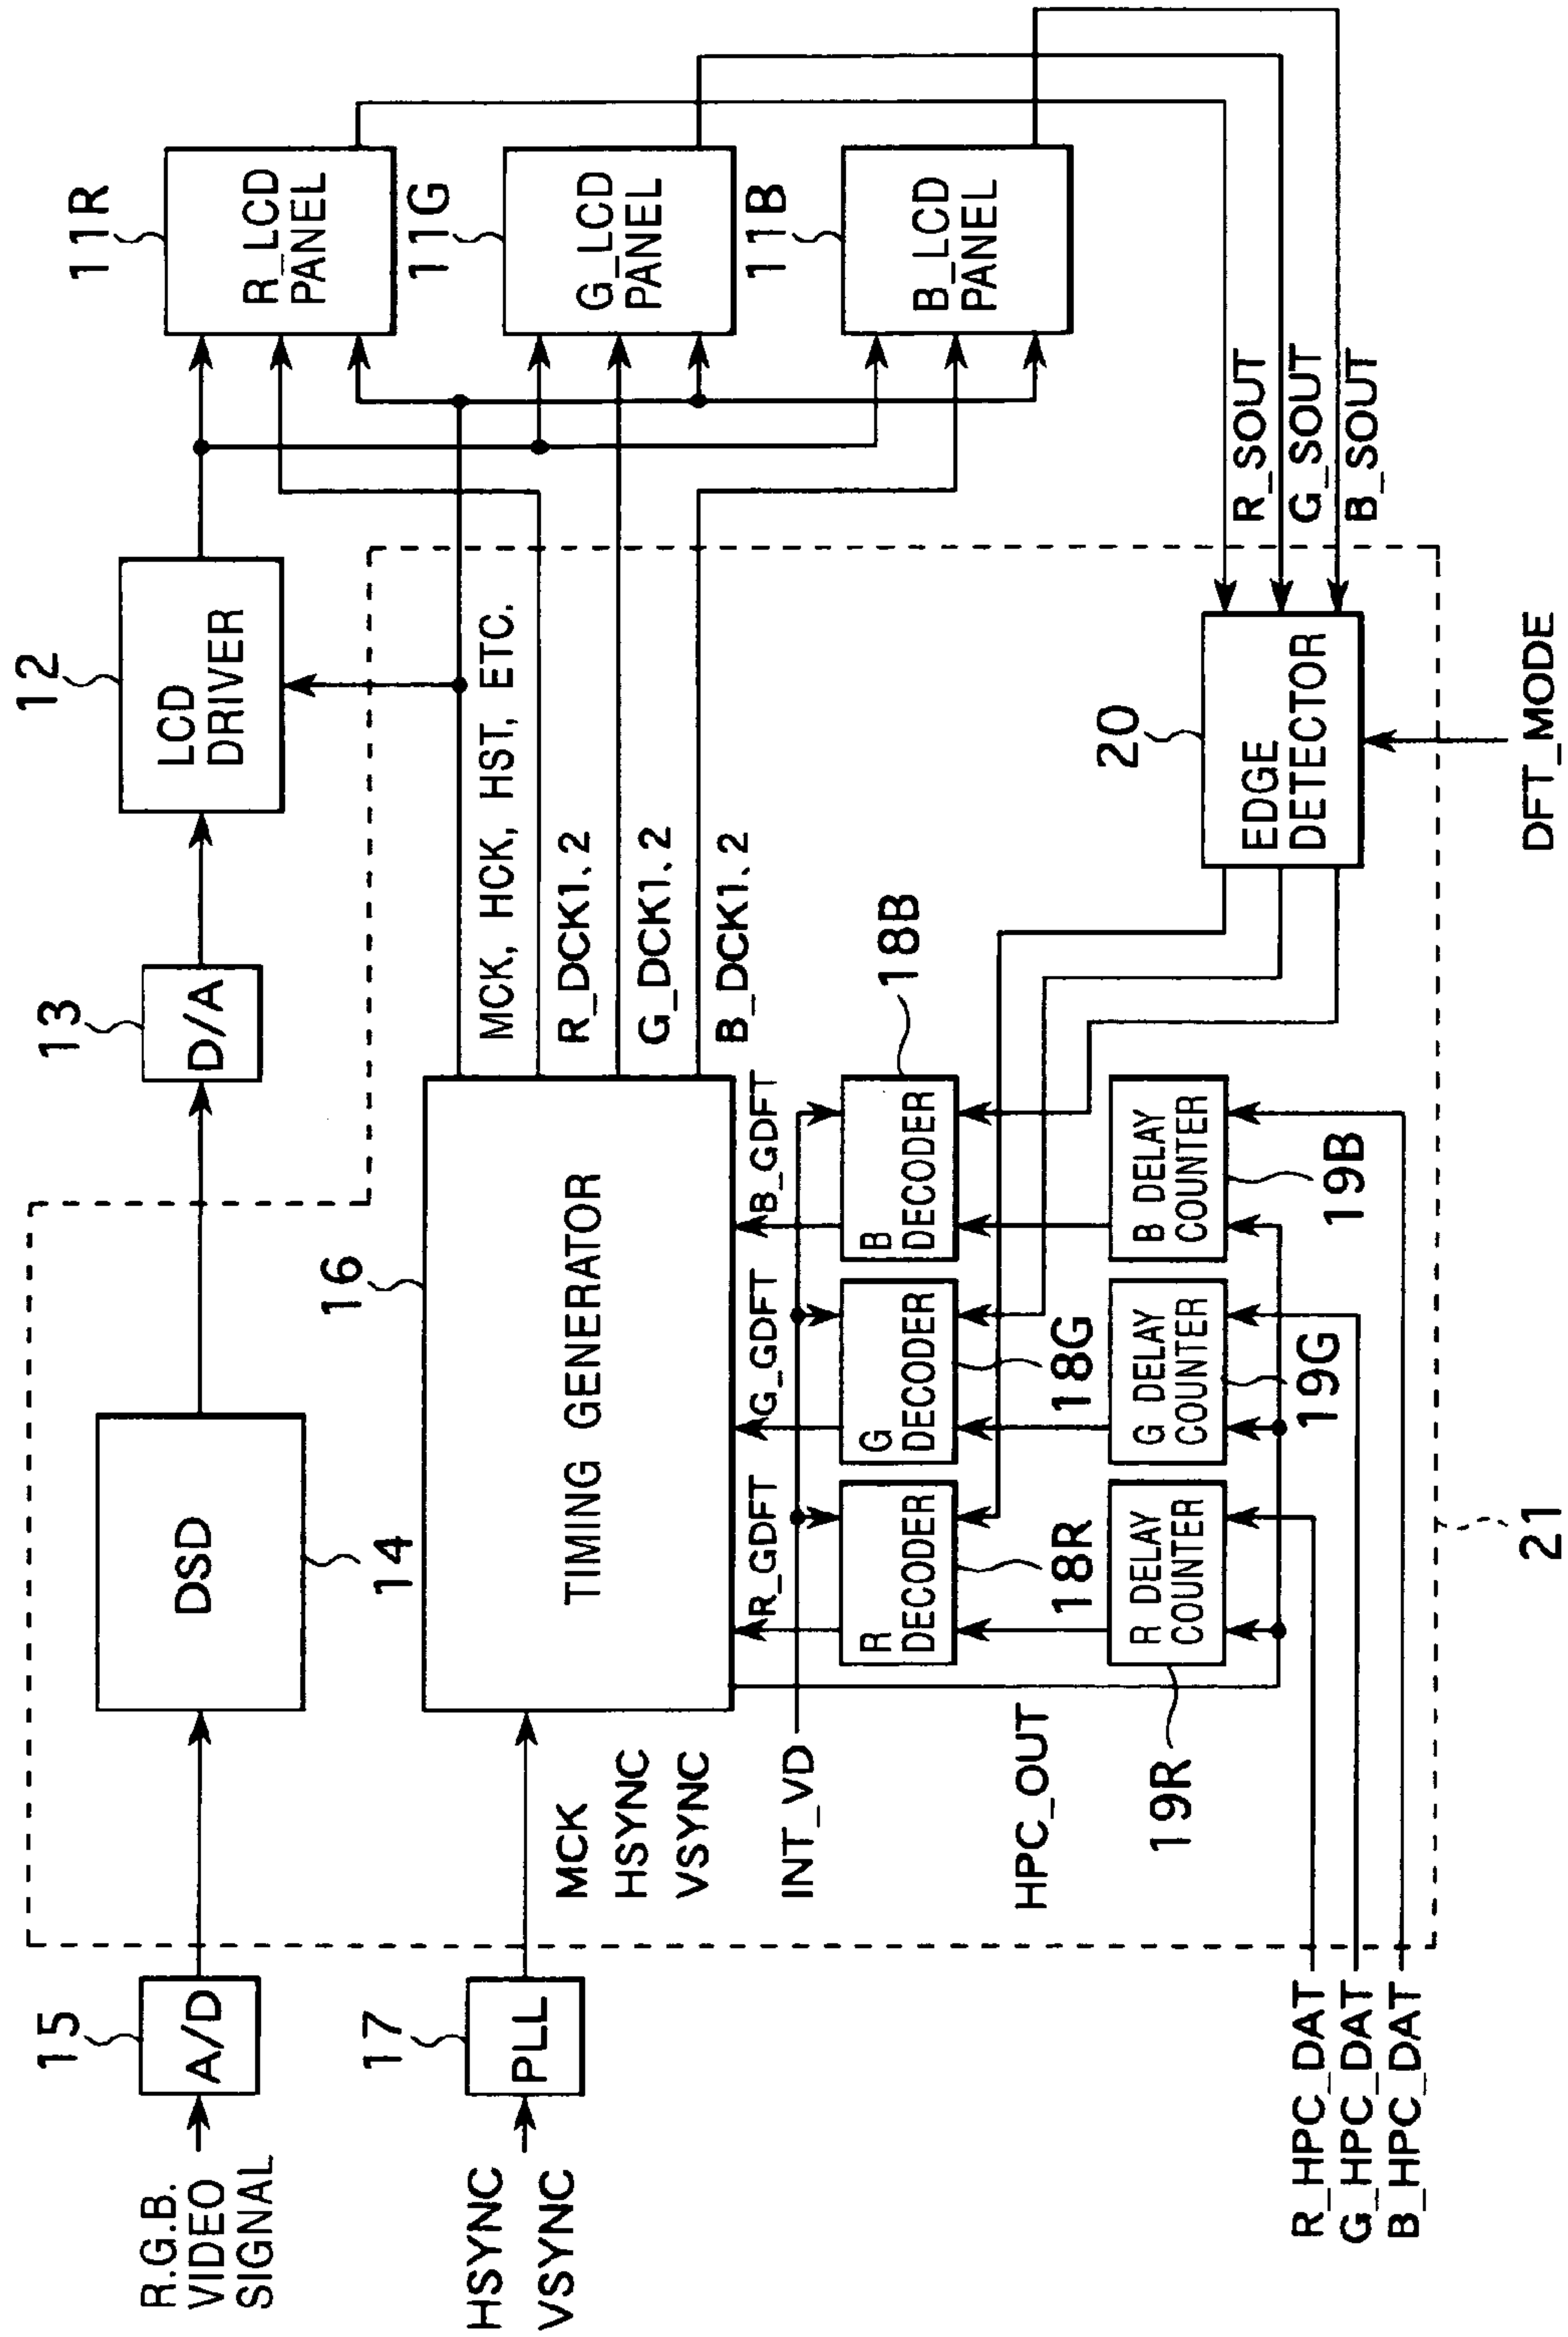 R.G.B.
VIDEO
SIGNAL
15
A/D
DSD
14
13
D/A
12
LCD
DRIVER
11R
R_LCD
PANEL
11G
G_LCD
PANEL
11B
B_LCD
PANEL
HSYNC
VSYNC
17
PLL
MCK
HSYNC
VSYNC
16
TIMING GENERATOR
MCK, HCK, HST, ETC.
R_DCK1.2
G_DCK1.2
B_DCK1.2
INT_VD
R_GDFT
G_GDFT
B_GDFT
R
DECODER
18R
G
DECODER
18G
B
DECODER
18B
HPC_OUT
R DELAY
COUNTER
19R
G DELAY
COUNTER
19G
B DELAY
COUNTER
19B
20
EDGE
DETECTOR
R_SOUT
G_SOUT
B_SOUT
R_HPC_DAT
G_HPC_DAT
B_HPC_DAT
21
DFT_MODE